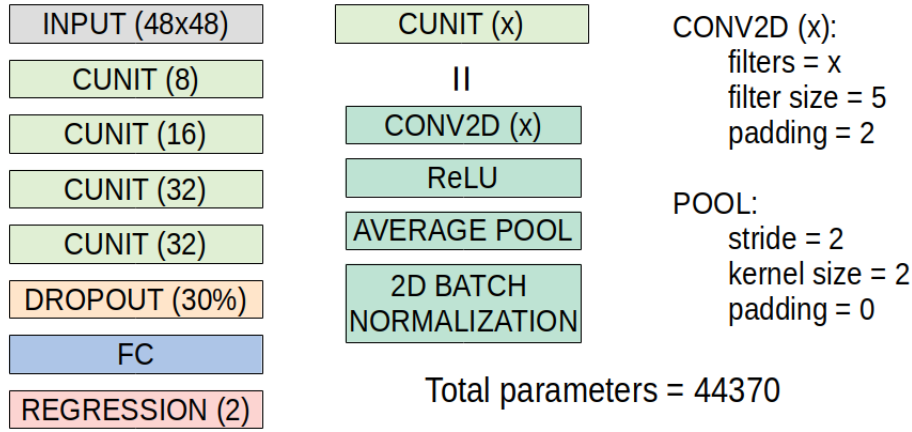 INPUT (48x48)
CUNIT (8)
CUNIT (16)
CUNIT (32)
CUNIT (32)
DROPOUT (30%)
FC
REGRESSION (2)
CUNIT (x)
=
CONV2D (x)
ReLU
AVERAGE POOL
2D BATCH
NORMALIZATION
CONV2D (x):
filters = x
filter size = 5
padding = 2
POOL:
stride = 2
kernel size = 2
padding = 0
Total parameters = 44370